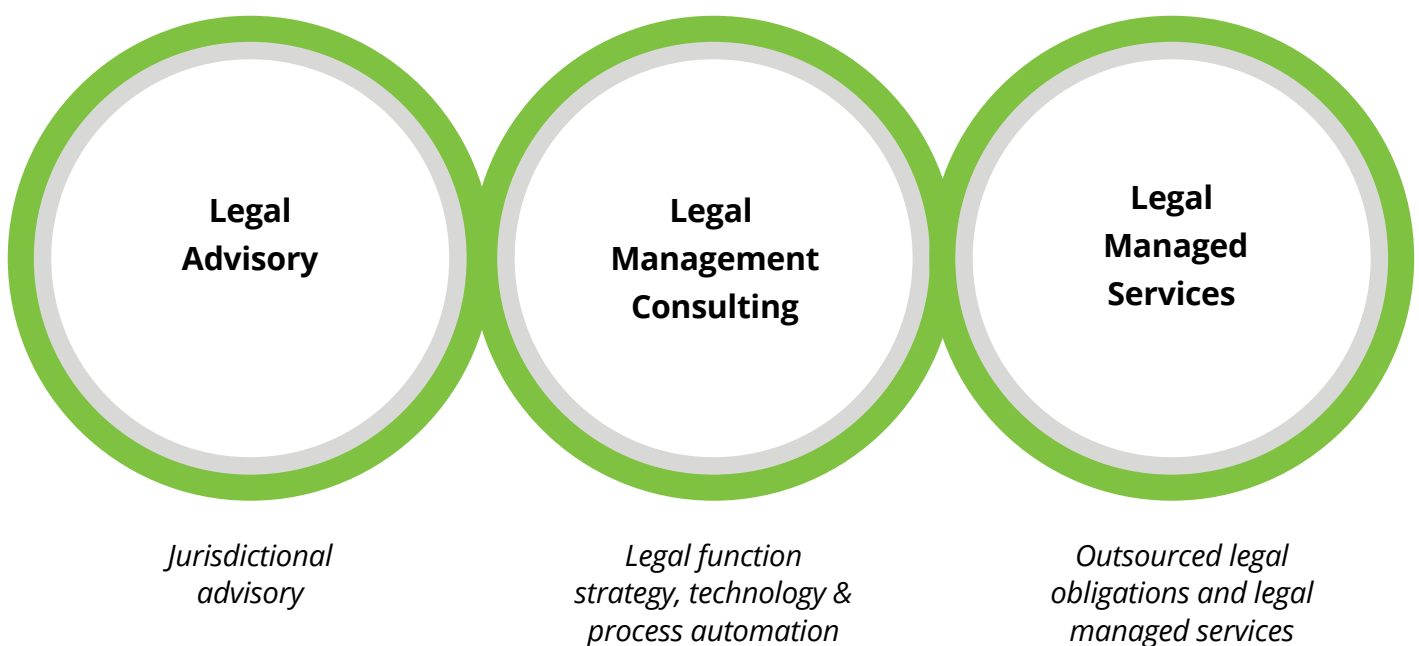 Legal
Advisory
Legal
Management
Consulting
Legal
Managed
Services
Jurisdictional
advisory
Legal function
strategy, technology &
process automation
Outsourced legal
obligations and legal
managed services